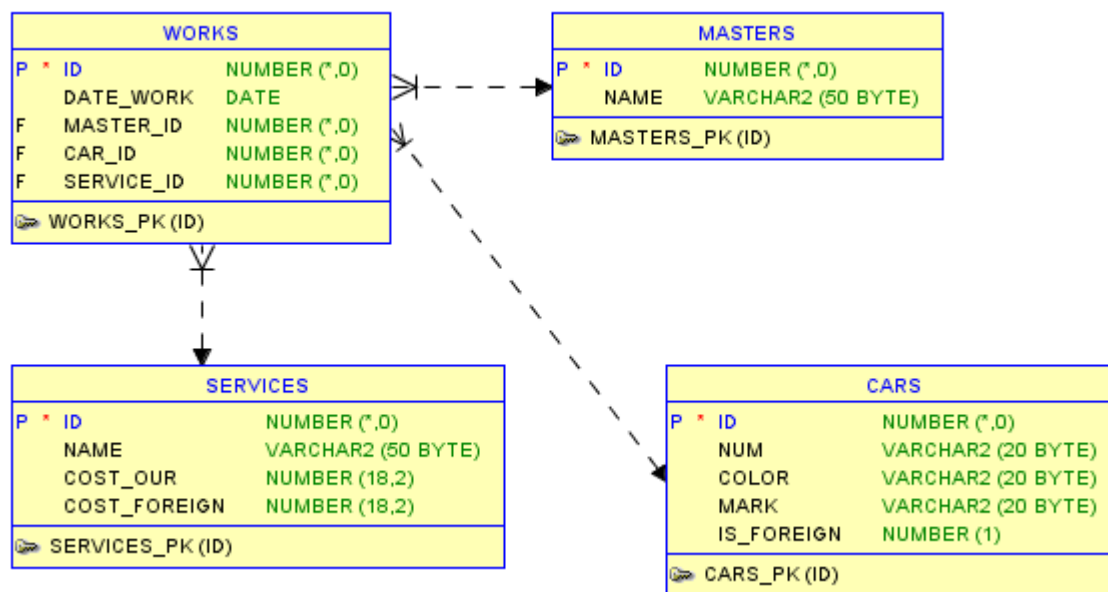 WORKS
P * ID NUMBER (*,0)
DATE_WORK DATE
F MASTER_ID NUMBER (*,0)
F CAR_ID NUMBER (*,0)
F SERVICE_ID NUMBER (*,0)
WORKS_PK (ID)
MASTERS
P * ID NUMBER (*,0)
NAME VARCHAR2 (50 BYTE)
MASTERS_PK (ID)
SERVICES
P * ID NUMBER (*,0)
NAME VARCHAR2 (50 BYTE)
COST_OUR NUMBER (18,2)
COST_FOREIGN NUMBER (18,2)
SERVICES_PK (ID)
CARS
P * ID NUMBER (*,0)
NUM VARCHAR2 (20 BYTE)
COLOR VARCHAR2 (20 BYTE)
MARK VARCHAR2 (20 BYTE)
IS_FOREIGN NUMBER (1)
CARS_PK (ID)